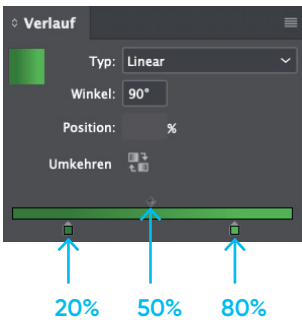 Verlauf
Typ: Linear
Winkel: 90°
Position: %
Umkehren
20% 50% 80%